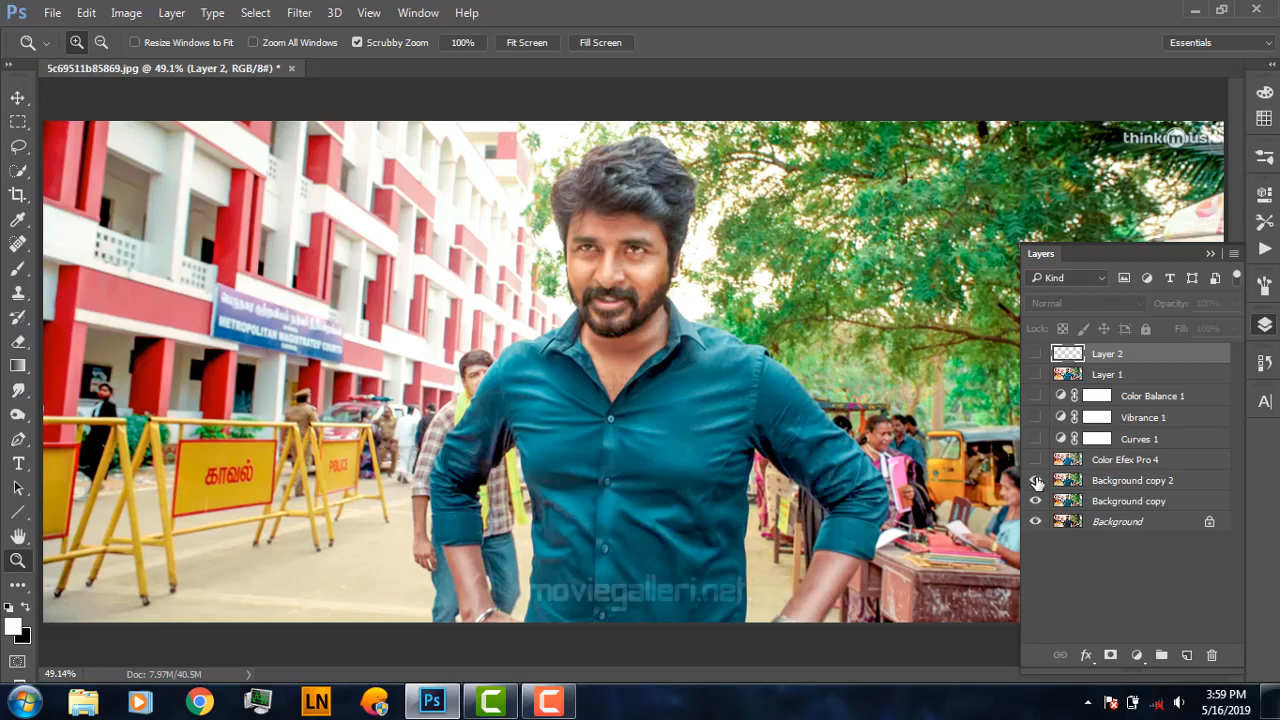 Ps File Edit Image Layer Type Select Filter 3D View Window Help
Resize Windows to Fit Zoom All Windows Scrubby Zoom 100% Fit Screen Fill Screen Essentials
5c69511b85869.jpg @ 49.1% (Layer 2, RGB/8#) *
thinkmusic
METROPOLITAN MAGISTRATES COURTS
காவல்
POLICE
moviegalleri.net
Layers
Kind
Normal Opacity: 100%
Lock: Fill: 100%
Layer 2
Layer 1
Color Balance 1
Vibrance 1
Curves 1
Color Efex Pro 4
Background copy 2
Background copy
Background
fx
49.14% Doc: 7.97M/40.5M
LN Ps C C
3:59 PM
5/16/2019